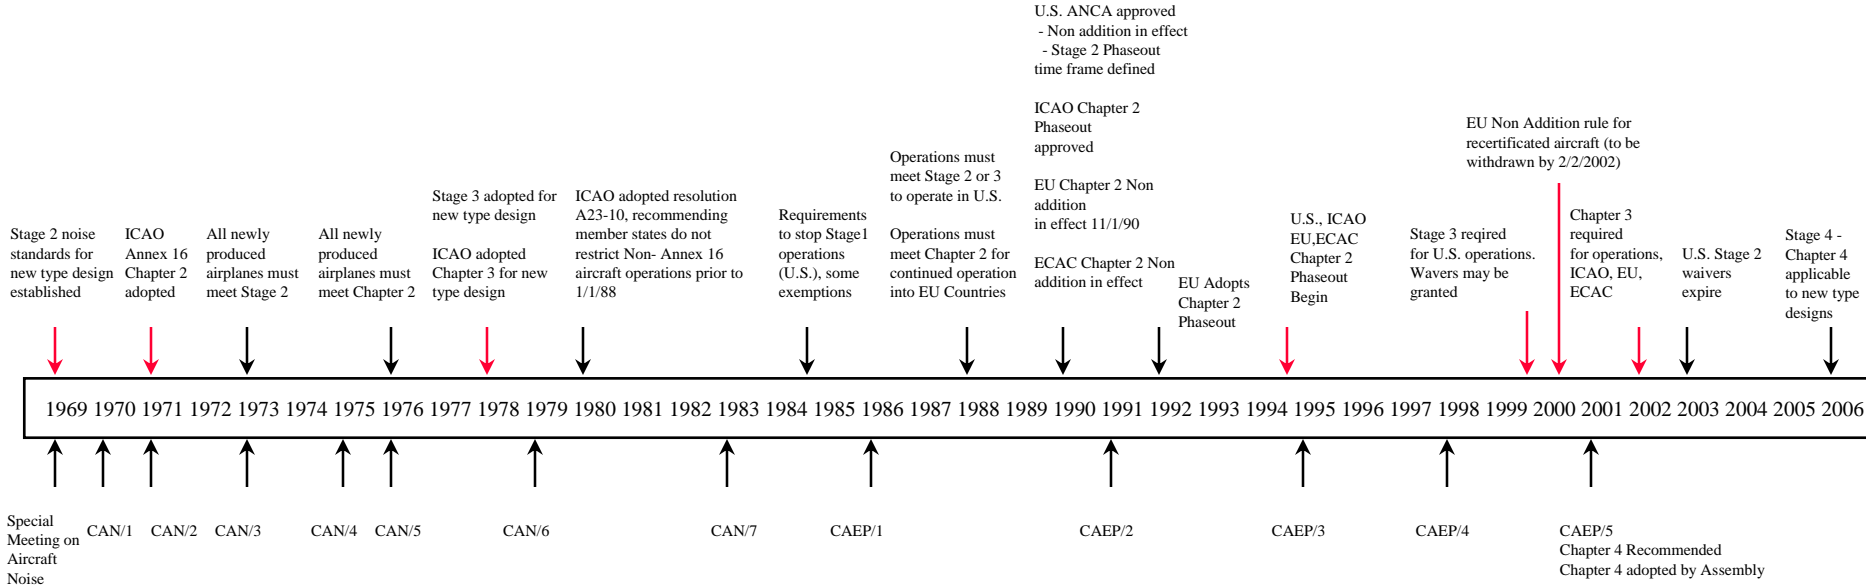 U.S. ANCA approved
- Non addition in effect
- Stage 2 Phaseout
time frame defined
ICAO Chapter 2
Phaseout
approved
EU Chapter 2 Non
addition
in effect 11/1/90
ECAC Chapter 2 Non
addition in effect
Stage 2 noise
standards for
new type design
established
ICAO
Annex 16
Chapter 2
adopted
All newly
produced
airplanes must
meet Stage 2
All newly
produced
airplanes must
meet Chapter 2
Stage 3 adopted for
new type design
ICAO adopted
Chapter 3 for new
type design
ICAO adopted resolution
A23-10, recommending
member states do not
restrict Non- Annex 16
aircraft operations prior to
1/1/88
Requirements
to stop Stage1
operations
(U.S.), some
exemptions
Operations must
meet Stage 2 or 3
to operate in U.S.
Operations must
meet Chapter 2 for
continued operation
into EU Countries
EU Adopts
Chapter 2
Phaseout
U.S., ICAO
EU,ECAC
Chapter 2
Phaseout
Begin
Stage 3 reqired
for U.S. operations.
Wavers may be
granted
EU Non Addition rule for
recertificated aircraft (to be
withdrawn by 2/2/2002)
Chapter 3
required
for operations,
ICAO, EU,
ECAC
U.S. Stage 2
waivers
expire
Stage 4 -
Chapter 4
applicable
to new type
designs
1969 1970 1971 1972 1973 1974 1975 1976 1977 1978 1979 1980 1981 1982 1983 1984 1985 1986 1987 1988 1989 1990 1991 1992 1993 1994 1995 1996 1997 1998 1999 2000 2001 2002 2003 2004 2005 2006
Special
Meeting on
Aircraft
Noise
CAN/1
CAN/2
CAN/3
CAN/4
CAN/5
CAN/6
CAN/7
CAEP/1
CAEP/2
CAEP/3
CAEP/4
CAEP/5
Chapter 4 Recommended
Chapter 4 adopted by Assembly